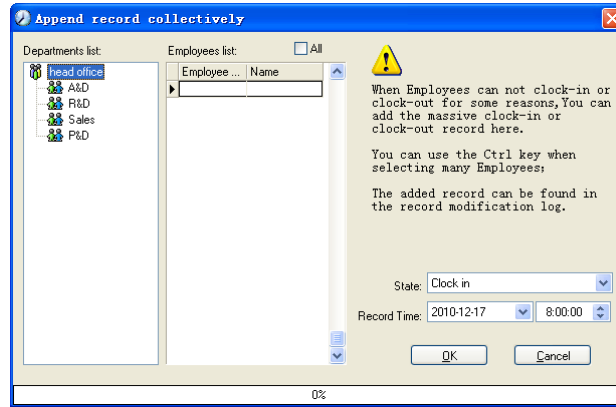 Append record collectively
Departments list:
head office
A&D
R&D
Sales
P&D
Employees list:
All
Employee ... Name
When Employees can not clock-in or
clock-out for some reasons, You can
add the massive clock-in or
clock-out record here.
You can use the Ctrl key when
selecting many Employees;
The added record can be found in
the record modification log.
State: Clock in
Record Time: 2010-12-17 8:00:00
OK Cancel
0%